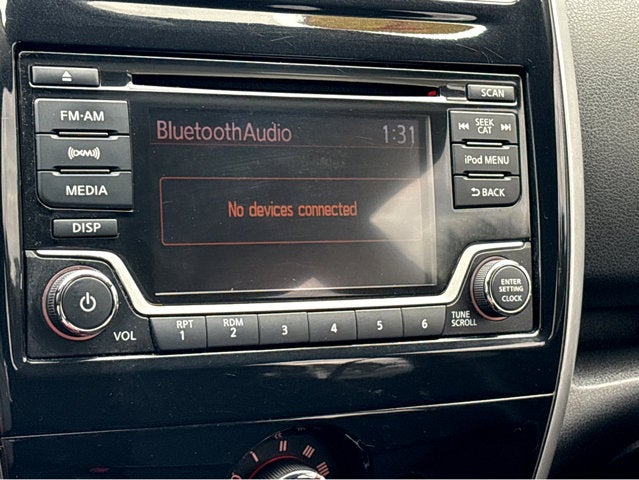 SCAN
FM·AM
BluetoothAudio 1:31
SEEK
CAT
((XM))
iPod MENU
MEDIA
No devices connected
BACK
DISP
ENTER
SETTING
CLOCK
VOL
RPT
1
RDM
2
3
4
5
6
TUNE
SCROLL